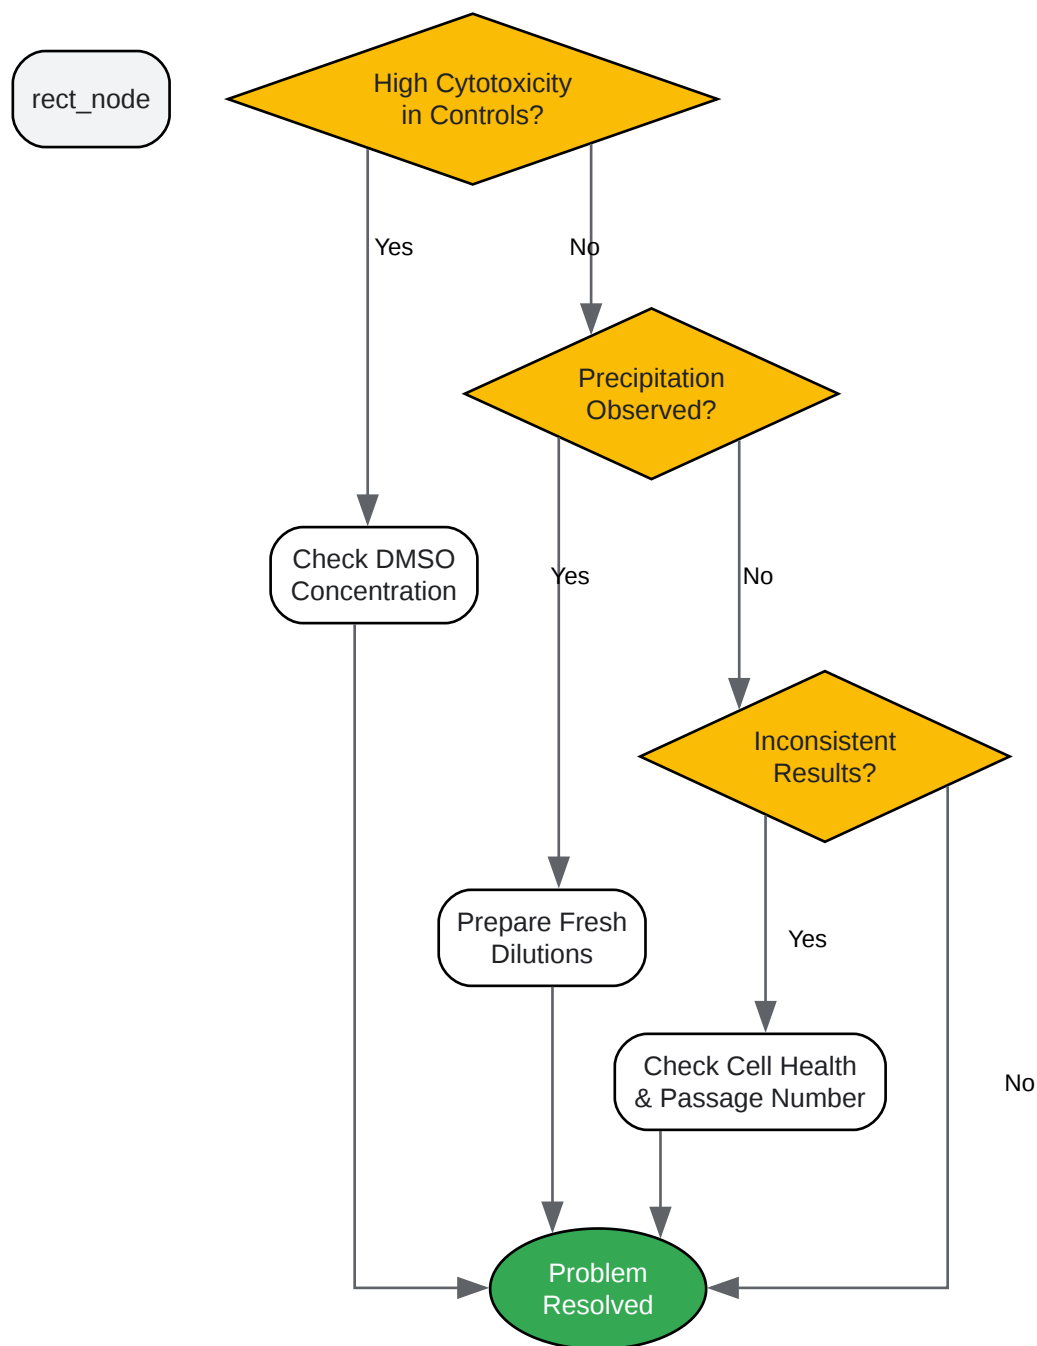 rect_node
High Cytotoxicity
in Controls?
Yes
No
Precipitation
Observed?
Check DMSO
Concentration
Yes
No
Inconsistent
Results?
Prepare Fresh
Dilutions
Yes
Check Cell Health
& Passage Number
No
Problem
Resolved